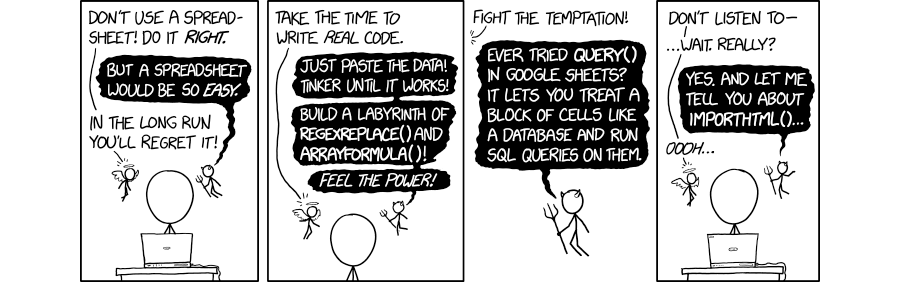 DON'T USE A SPREAD-
SHEET! DO IT RIGHT.
BUT A SPREADSHEET
WOULD BE SO EASY.
IN THE LONG RUN
YOU'LL REGRET IT!
TAKE THE TIME TO
WRITE REAL CODE.
JUST PASTE THE DATA!
TINKER UNTIL IT WORKS!
BUILD A LABYRINTH OF
REGEXREPLACE() AND
ARRAYFORMULA()!
FEEL THE POWER!
FIGHT THE TEMPTATION!
EVER TRIED QUERY()
IN GOOGLE SHEETS?
IT LETS YOU TREAT A
BLOCK OF CELLS LIKE
A DATABASE AND RUN
SQL QUERIES ON THEM.
DON'T LISTEN TO—
...WAIT. REALLY?
YES, AND LET ME
TELL YOU ABOUT
IMPORTHTML()...
OOOH...